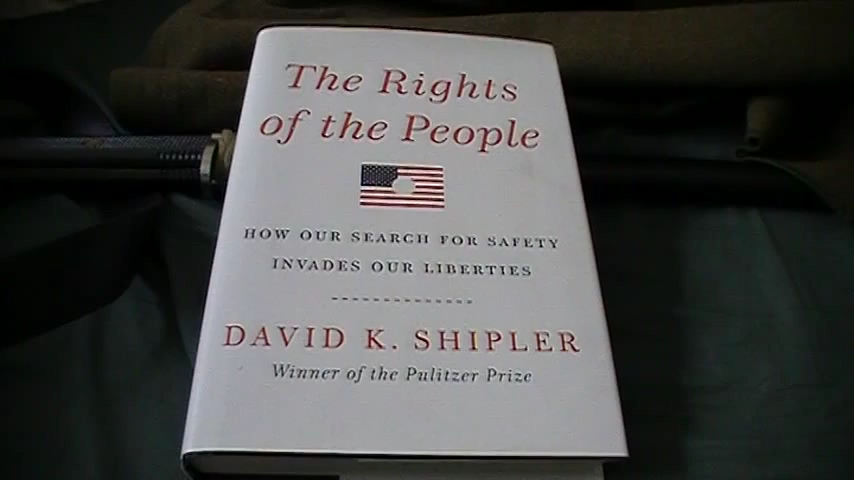 The Rights
of the People
HOW OUR SEARCH FOR SAFETY
INVADES OUR LIBERTIES
DAVID K. SHIPLER
Winner of the Pulitzer Prize